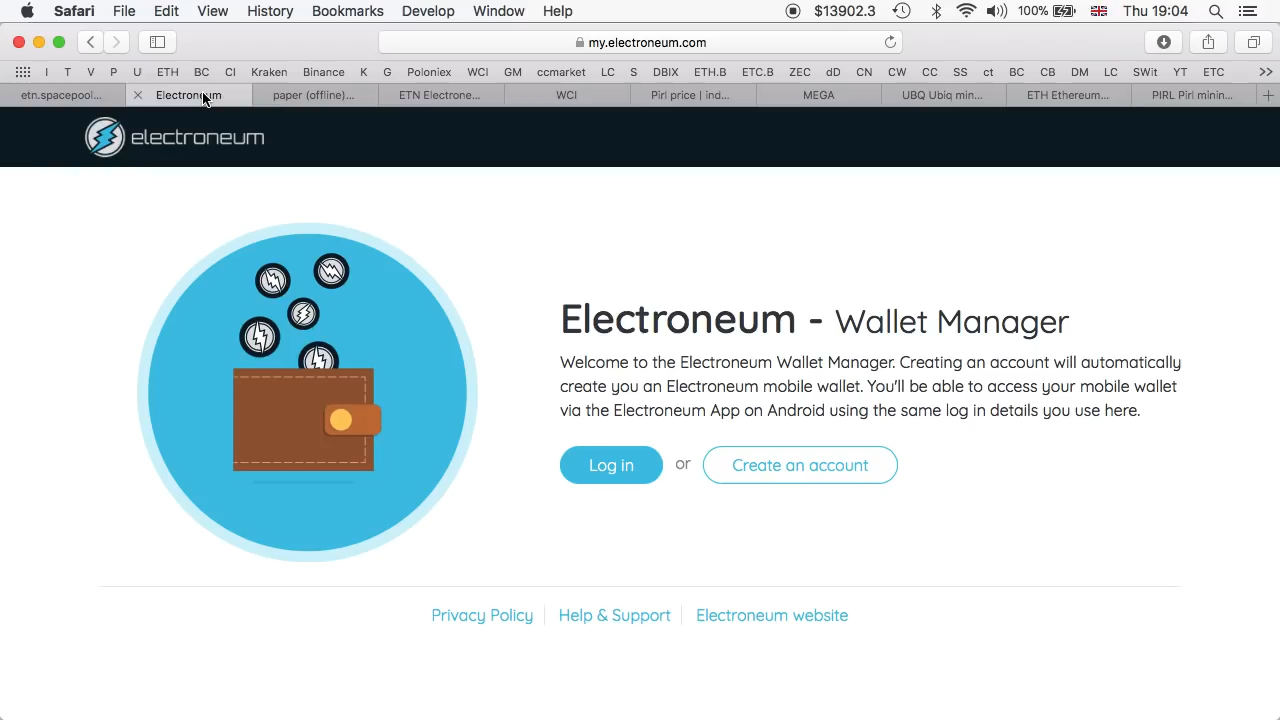 Safari File Edit View History Bookmarks Develop Window Help $13902.3 100% Thu 19:04
my.electroneum.com
I T V P U ETH BC CI Kraken Binance K G Poloniex WCI GM ccmarket LC S DBIX ETH.B ETC.B ZEC dD CN CW CC SS ct BC CB DM LC SWit YT ETC >>
etn.spacepool... Electroneum paper (offline)... ETN Electrone... WCI Pirl price | ind... MEGA UBQ Ubiq min... ETH Ethereum... PIRL Pirl minin...
electroneum
Electroneum - Wallet Manager
Welcome to the Electroneum Wallet Manager. Creating an account will automatically
create you an Electroneum mobile wallet. You'll be able to access your mobile wallet
via the Electroneum App on Android using the same log in details you use here.
Log in or Create an account
Privacy Policy Help & Support Electroneum website